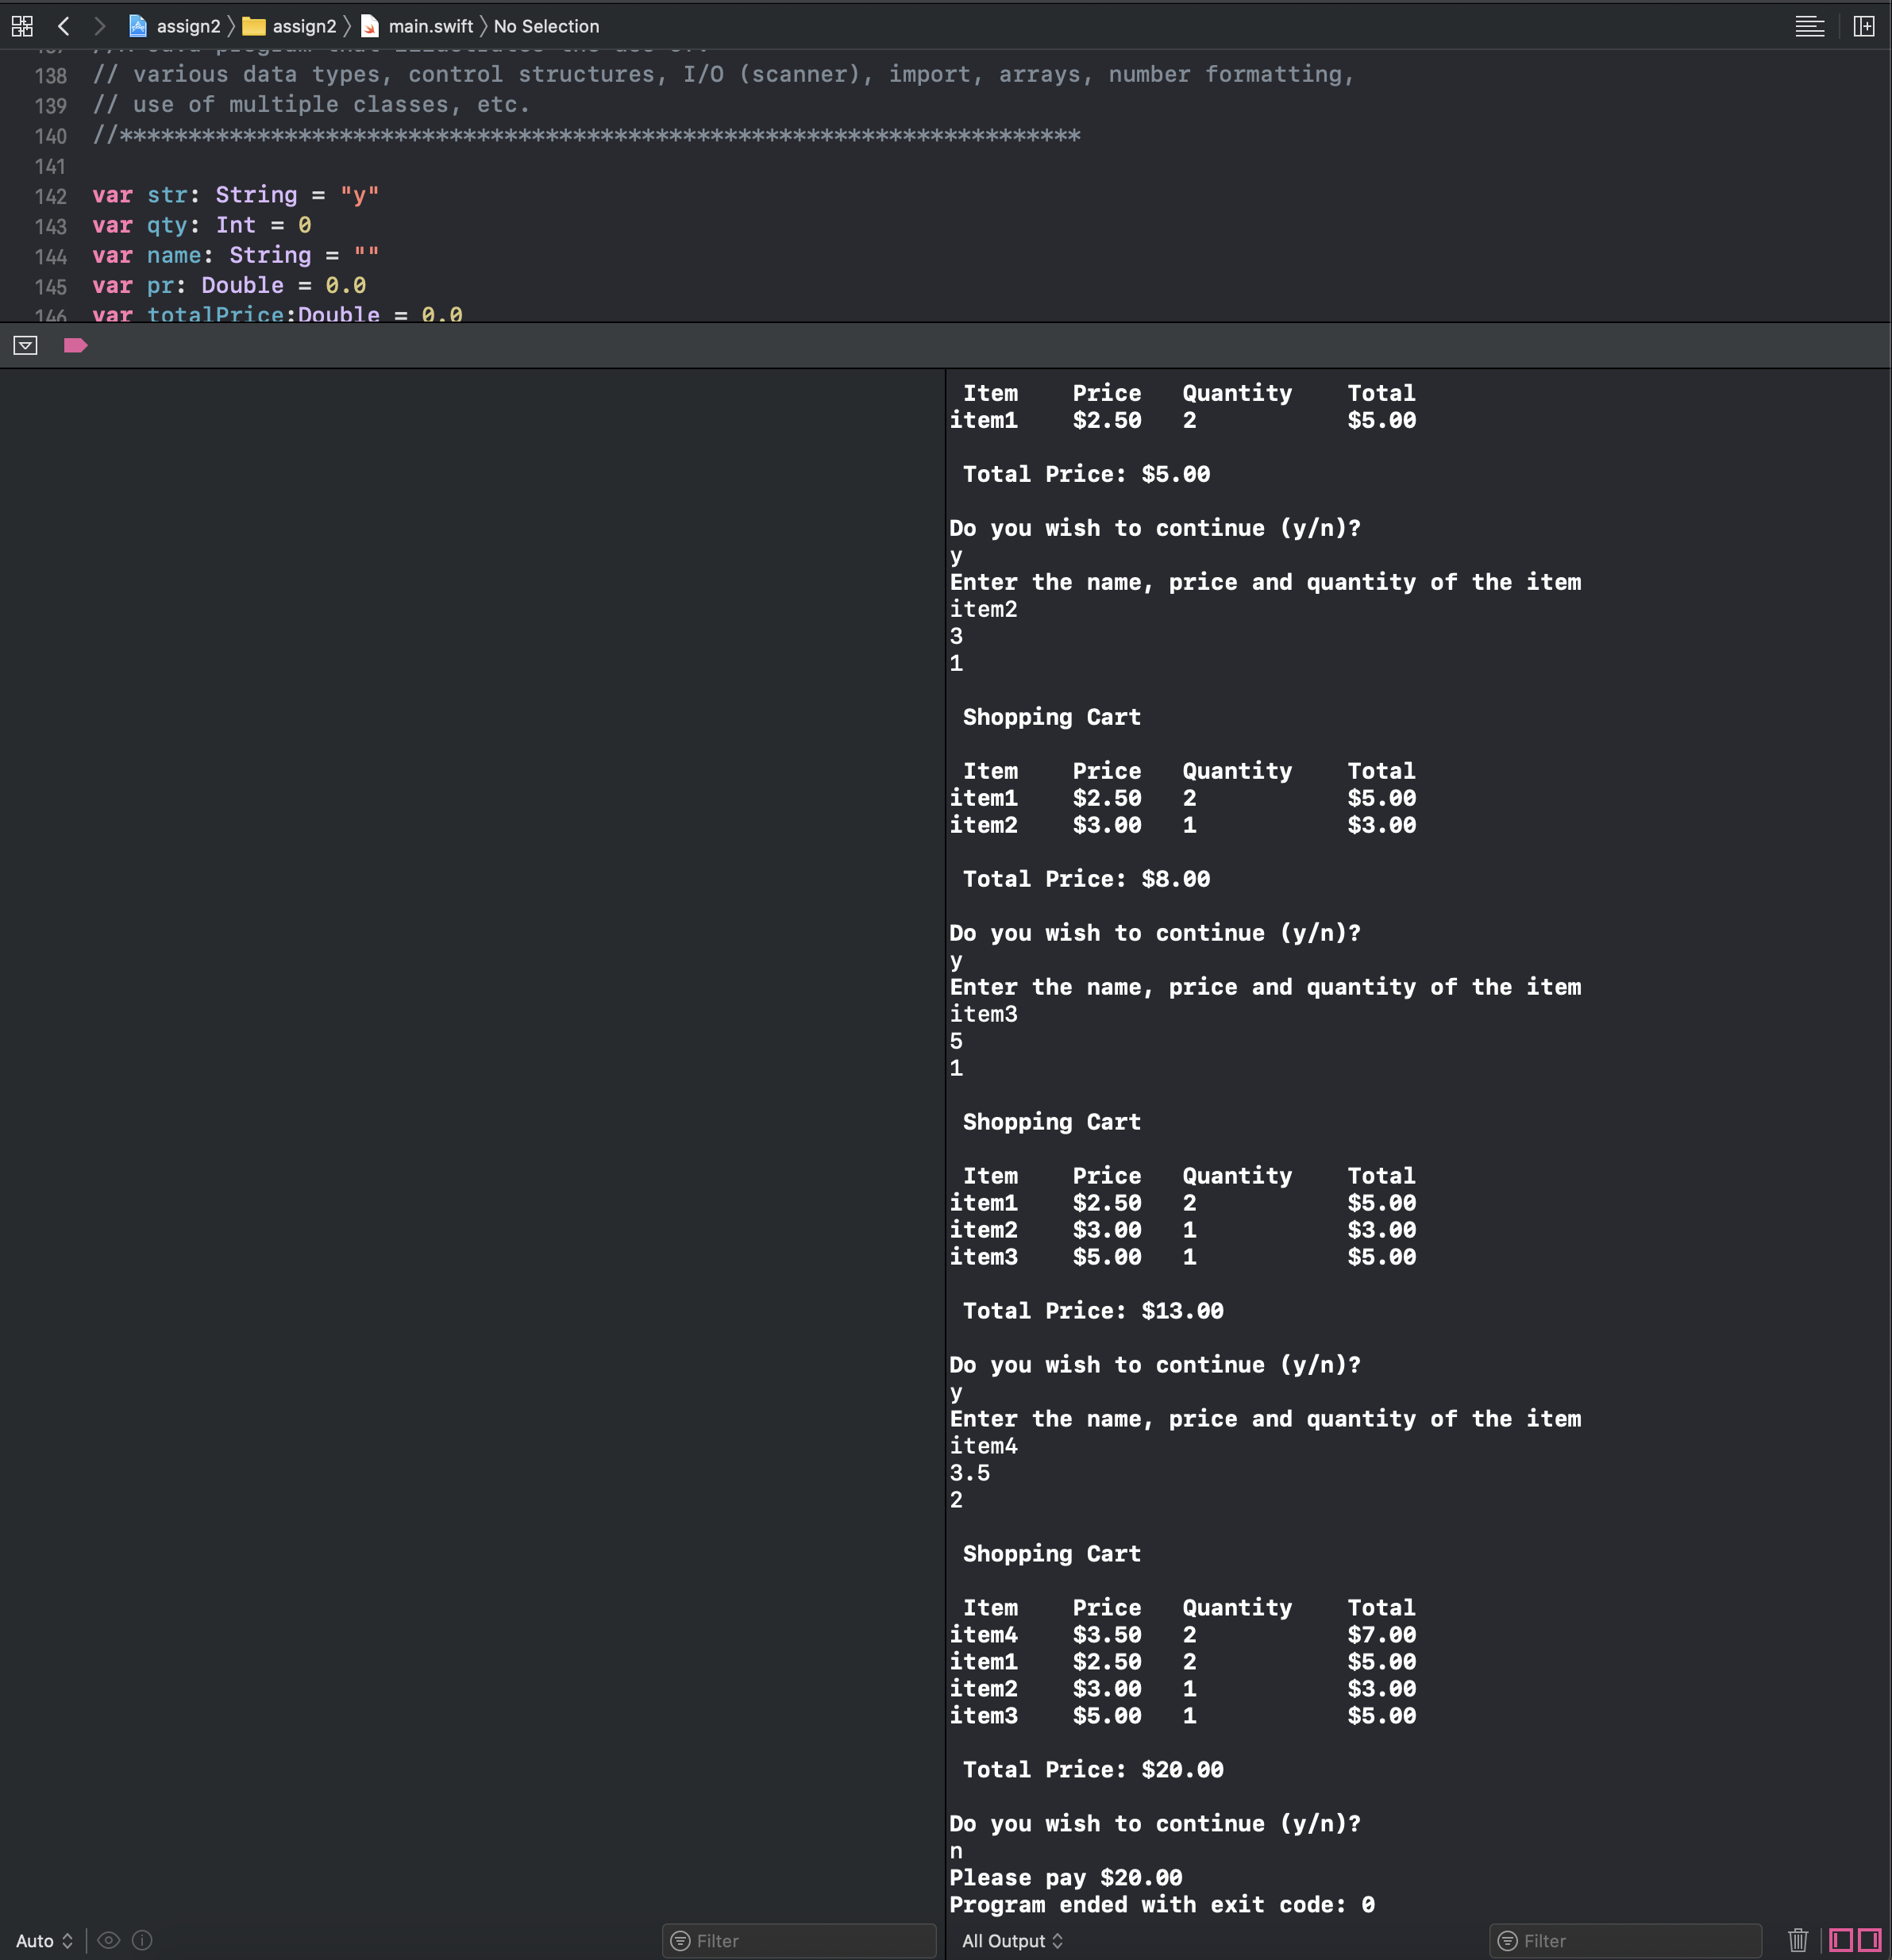 assign2 assign2 main.swift No Selection
137 //A Java program that illustrates the use of:
138 // various data types, control structures, I/O (scanner), import, arrays, number formatting,
139 // use of multiple classes, etc.
140 //**********************************************************************
141
142 var str: String = "y"
143 var qty: Int = 0
144 var name: String = ""
145 var pr: Double = 0.0
146 var totalPrice:Double = 0.0
Item Price Quantity Total
item1 $2.50 2 $5.00
Total Price: $5.00
Do you wish to continue (y/n)?
y
Enter the name, price and quantity of the item
item2
3
1
Shopping Cart
Item Price Quantity Total
item1 $2.50 2 $5.00
item2 $3.00 1 $3.00
Total Price: $8.00
Do you wish to continue (y/n)?
y
Enter the name, price and quantity of the item
item3
5
1
Shopping Cart
Item Price Quantity Total
item1 $2.50 2 $5.00
item2 $3.00 1 $3.00
item3 $5.00 1 $5.00
Total Price: $13.00
Do you wish to continue (y/n)?
y
Enter the name, price and quantity of the item
item4
3.5
2
Shopping Cart
Item Price Quantity Total
item4 $3.50 2 $7.00
item1 $2.50 2 $5.00
item2 $3.00 1 $3.00
item3 $5.00 1 $5.00
Total Price: $20.00
Do you wish to continue (y/n)?
n
Please pay $20.00
Program ended with exit code: 0
Auto Filter All Output Filter